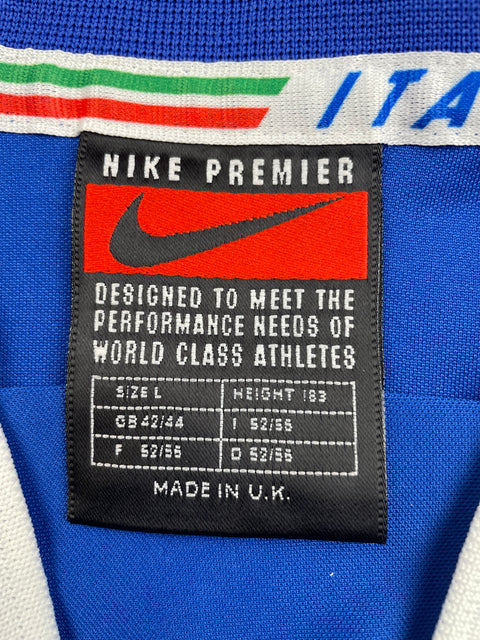 ITA
NIKE PREMIER
DESIGNED TO MEET THE
PERFORMANCE NEEDS OF
WORLD CLASS ATHLETES
SIZE L HEIGHT 183
GB 42/44 I 52/56
F 52/56 D 52/56
MADE IN U.K.